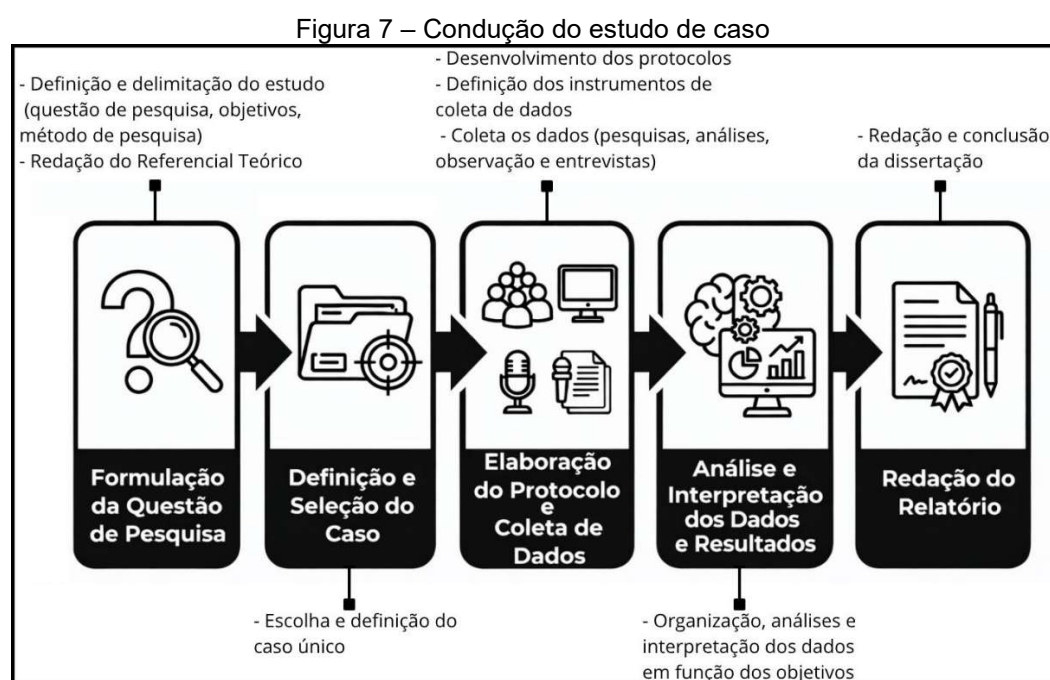 Figura 7 – Condução do estudo de caso
- Definição e delimitação do estudo
(questão de pesquisa, objetivos,
método de pesquisa)
- Redação do Referencial Teórico
- Desenvolvimento dos protocolos
- Definição dos instrumentos de
coleta de dados
- Coleta os dados (pesquisas, análises,
observação e entrevistas)
- Redação e conclusão
da dissertação
Formulação
da Questão
de Pesquisa
Definição e
Seleção do
Caso
Elaboração
do Protocolo
e
Coleta de
Dados
Análise e
Interpretação
dos Dados
e Resultados
Redação do
Relatório
- Escolha e definição do
caso único
- Organização, análises e
interpretação dos dados
em função dos objetivos